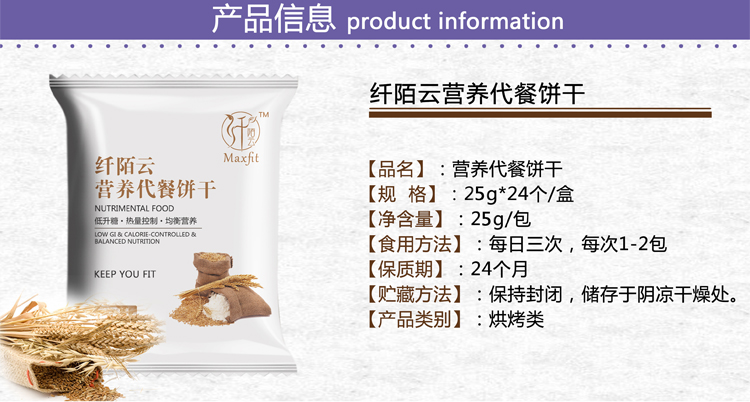 产品信息 product information
纤陌云营养代餐饼干
【品名】：营养代餐饼干
【规 格】：25g*24个/盒
【净含量】：25g/包
【食用方法】：每日三次，每次1-2包
【保质期】：24个月
【贮藏方法】：保持封闭，储存于阴凉干燥处。
【产品类别】：烘烤类
纤陌云 TM
Maxfit
纤陌云
营养代餐饼干
NUTRIMENTAL FOOD
低升糖·热量控制·均衡营养
LOW GI & CALORIE-CONTROLLED &
BALANCED NUTRITION
KEEP YOU FIT